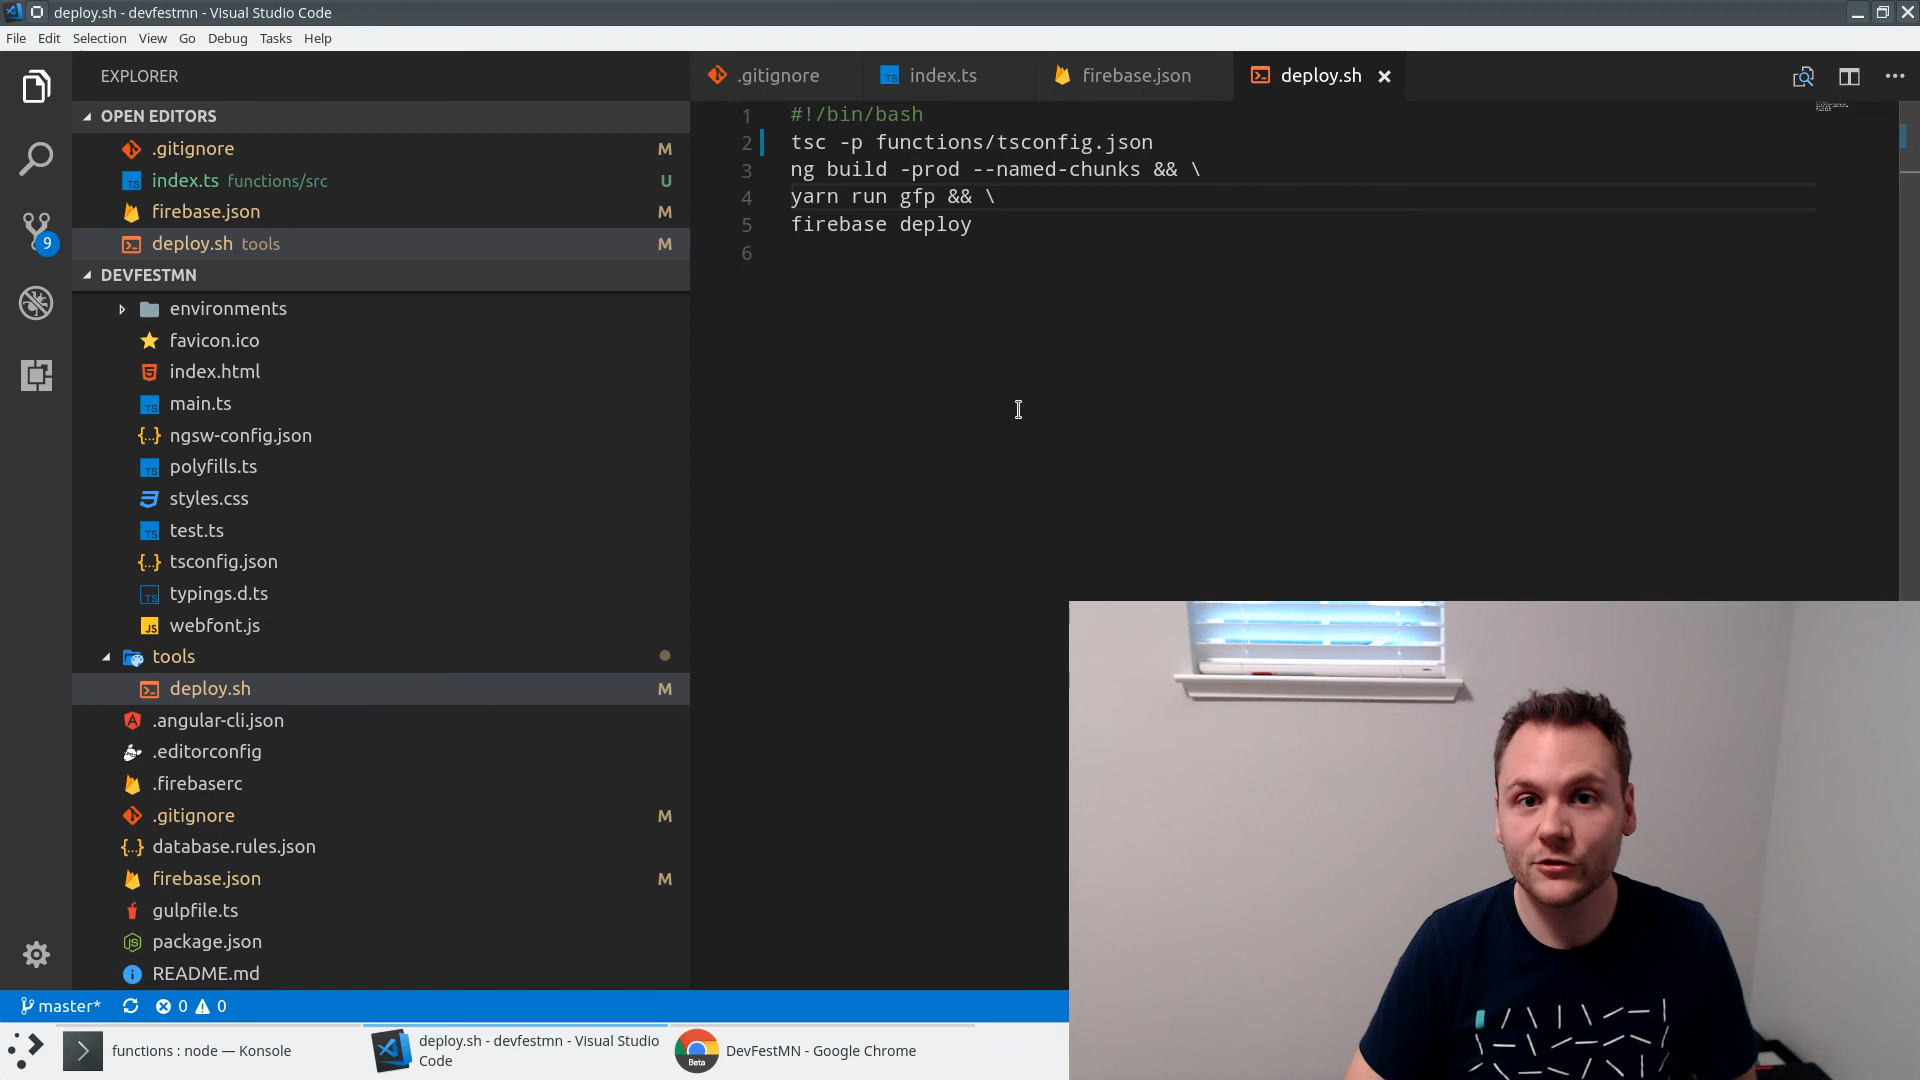 deploy.sh - devfestmn - Visual Studio Code
File Edit Selection View Go Debug Tasks Help
EXPLORER
.gitignore
index.ts
firebase.json
deploy.sh
OPEN EDITORS
.gitignore M
index.ts functions/src U
firebase.json M
deploy.sh tools M
DEVFESTMN
environments
favicon.ico
index.html
main.ts
ngsw-config.json
polyfills.ts
styles.css
test.ts
tsconfig.json
typings.d.ts
webfont.js
tools
deploy.sh M
.angular-cli.json
.editorconfig
.firebaserc
.gitignore M
database.rules.json
firebase.json M
gulpfile.ts
package.json
README.md
9
1 #!/bin/bash
2 tsc -p functions/tsconfig.json
3 ng build -prod --named-chunks && \
4 yarn run gfp && \
5 firebase deploy
6
master* 0 0
functions : node — Konsole
deploy.sh - devfestmn - Visual Studio
Code
Beta
DevFestMN - Google Chrome